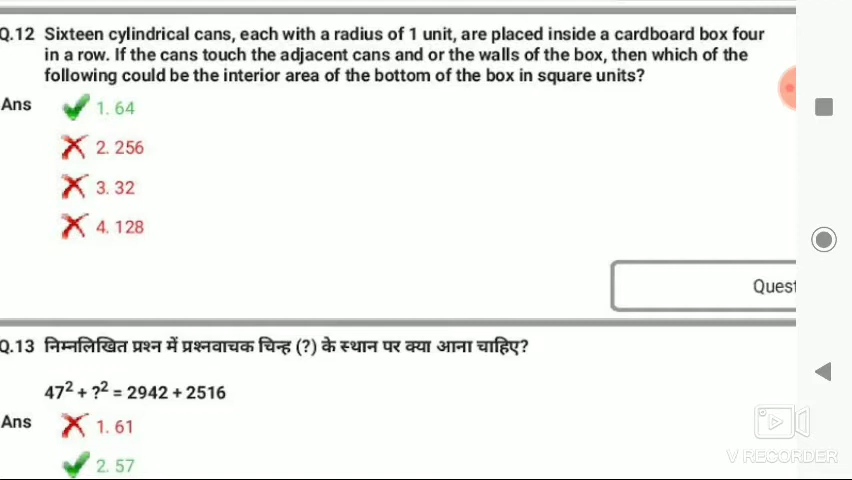 Q.12 Sixteen cylindrical cans, each with a radius of 1 unit, are placed inside a cardboard box four
in a row. If the cans touch the adjacent cans and or the walls of the box, then which of the
following could be the interior area of the bottom of the box in square units?
Ans 1. 64
2. 256
3. 32
4. 128
Quest
Q.13 निम्नलिखित प्रश्न में प्रश्नवाचक चिन्ह (?) के स्थान पर क्या आना चाहिए?
47² + ?² = 2942 + 2516
Ans 1. 61
2. 57
V RECORDER